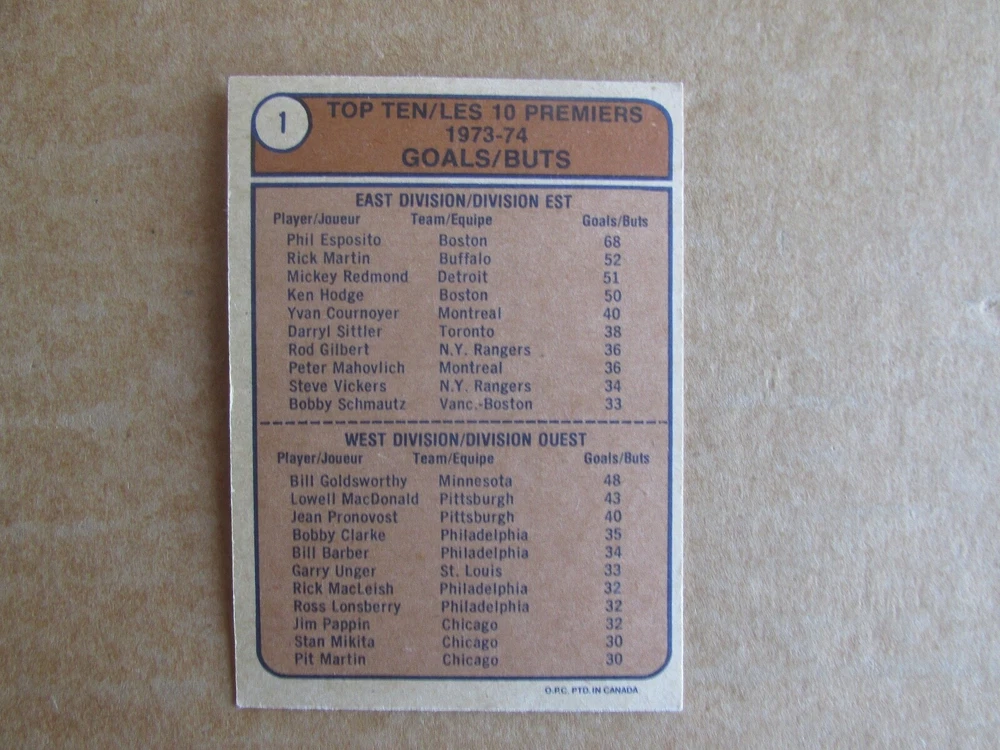 1
TOP TEN/LES 10 PREMIERS
1973-74
GOALS/BUTS
EAST DIVISION/DIVISION EST
Player/Joueur Team/Equipe Goals/Buts
Phil Esposito Boston 68
Rick Martin Buffalo 52
Mickey Redmond Detroit 51
Ken Hodge Boston 50
Yvan Cournoyer Montreal 40
Darryl Sittler Toronto 38
Rod Gilbert N.Y. Rangers 36
Peter Mahovlich Montreal 36
Steve Vickers N.Y. Rangers 34
Bobby Schmautz Vanc.-Boston 33
WEST DIVISION/DIVISION OUEST
Player/Joueur Team/Equipe Goals/Buts
Bill Goldsworthy Minnesota 48
Lowell MacDonald Pittsburgh 43
Jean Pronovost Pittsburgh 40
Bobby Clarke Philadelphia 35
Bill Barber Philadelphia 34
Garry Unger St. Louis 33
Rick MacLeish Philadelphia 32
Ross Lonsberry Philadelphia 32
Jim Pappin Chicago 32
Stan Mikita Chicago 30
Pit Martin Chicago 30
O.P.C. PTD. IN CANADA